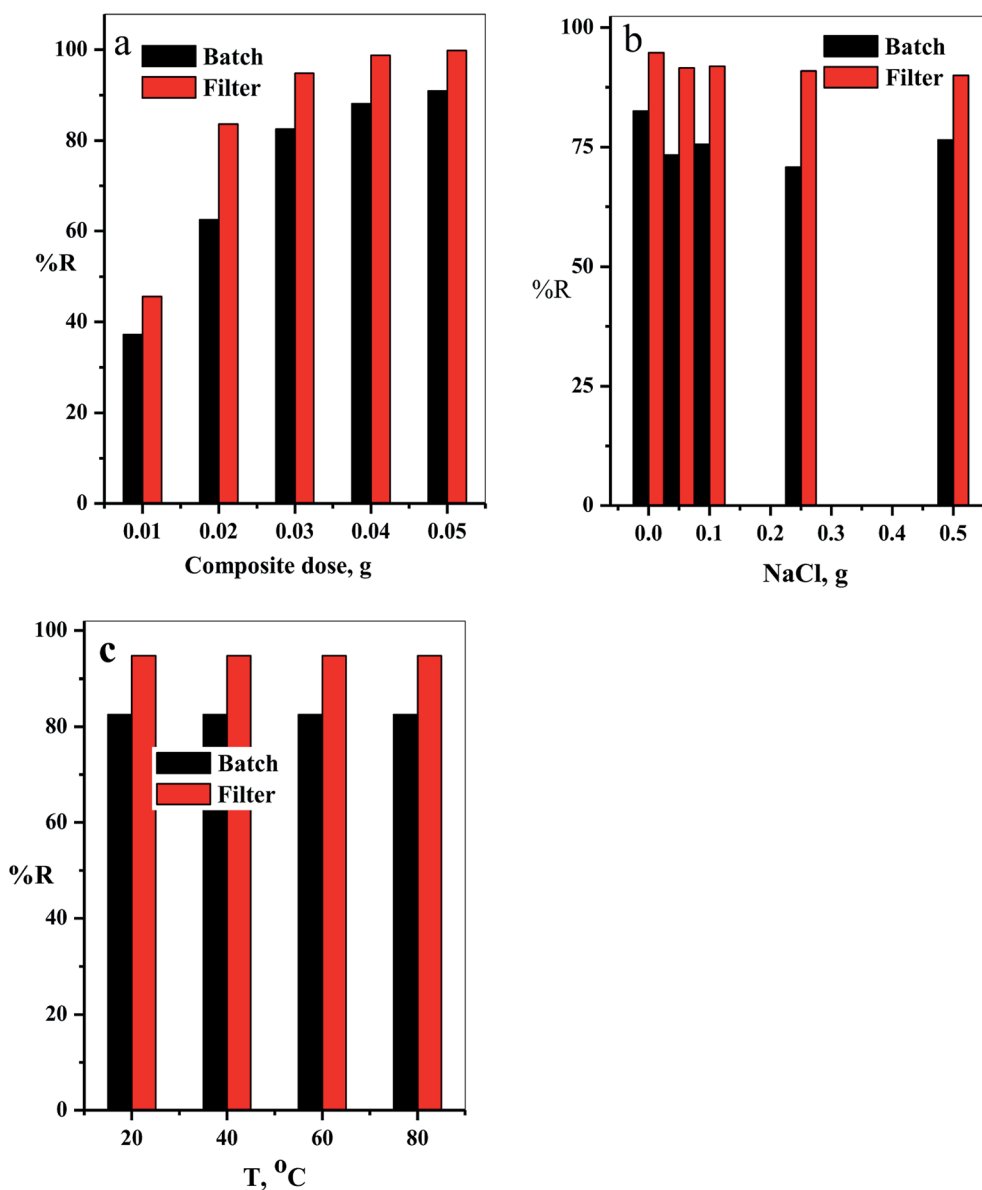 a
Batch
Filter
100
80
60
%R
40
20
0
0.01 0.02 0.03 0.04 0.05
Composite dose, g
b
Batch
Filter
100
75
50
%R
25
0
0.0 0.1 0.2 0.3 0.4 0.5
NaCl, g
c
100
80
Batch
Filter
60
%R
40
20
0
20 40 60 80
T, °C